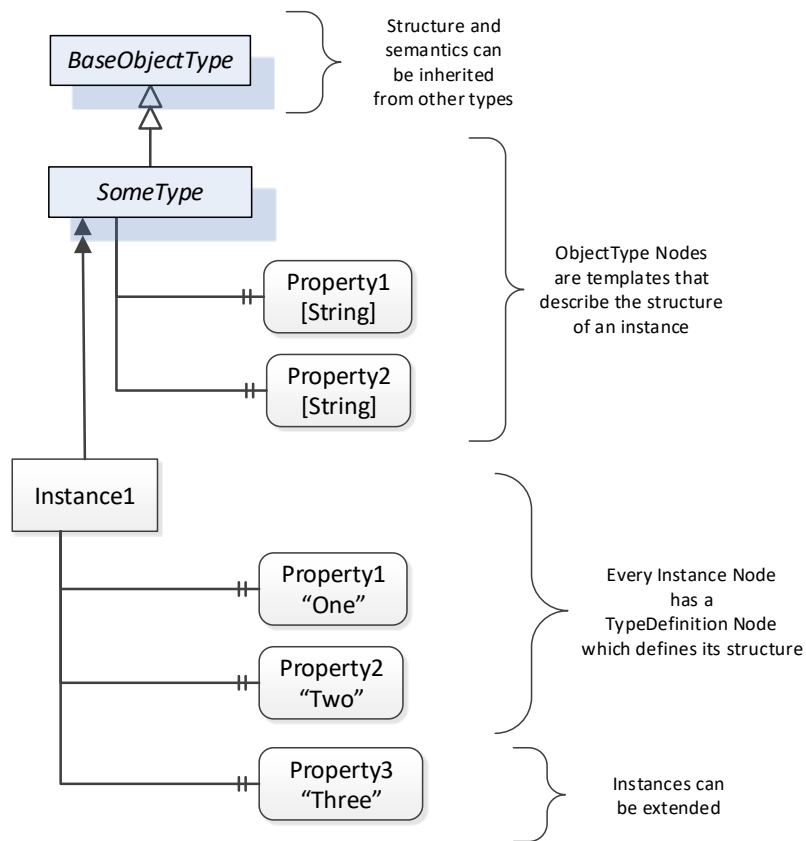 BaseObjectType
Structure and
semantics can
be inherited
from other types
SomeType
Property1
[String]
Property2
[String]
ObjectType Nodes
are templates that
describe the structure
of an instance
Instance1
Property1
“One”
Property2
“Two”
Every Instance Node
has a
TypeDefinition Node
which defines its structure
Property3
“Three”
Instances can
be extended